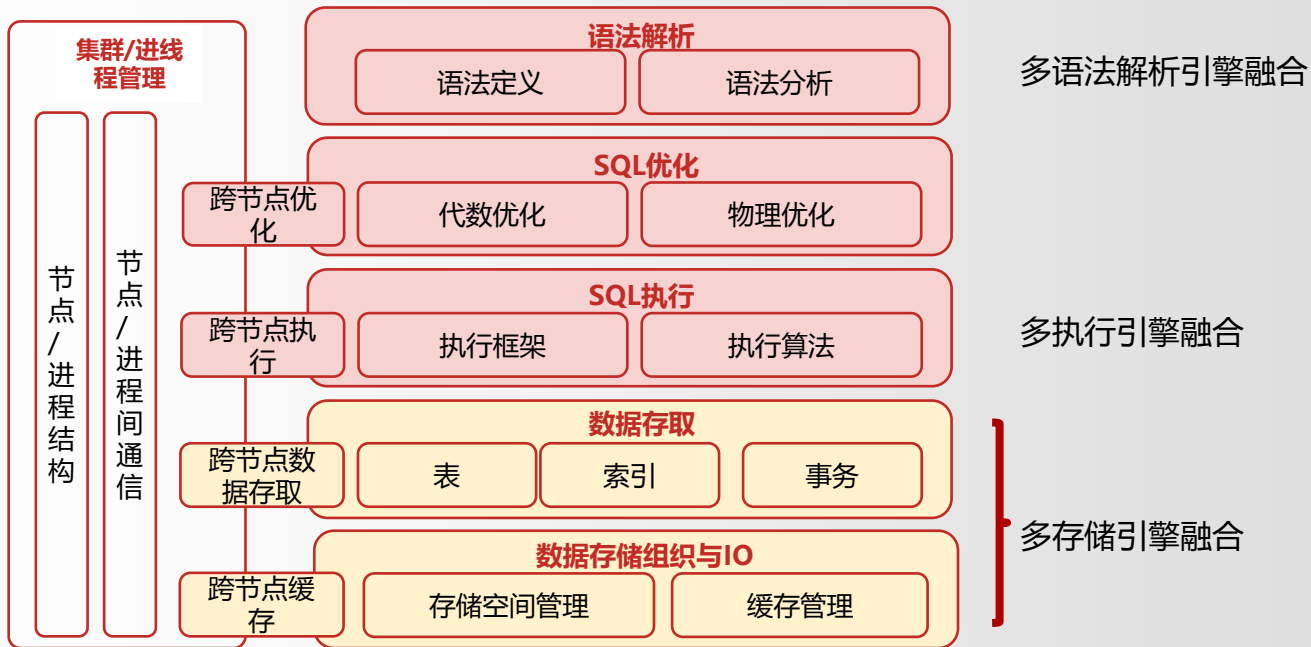 集群/进线
程管理
节点/进程结构
节点/进程间通信
语法解析
语法定义
语法分析
多语法解析引擎融合
SQL优化
跨节点优
化
代数优化
物理优化
SQL执行
跨节点执
行
执行框架
执行算法
多执行引擎融合
数据存取
跨节点数
据存取
表
索引
事务
多存储引擎融合
数据存储组织与IO
跨节点缓
存
存储空间管理
缓存管理